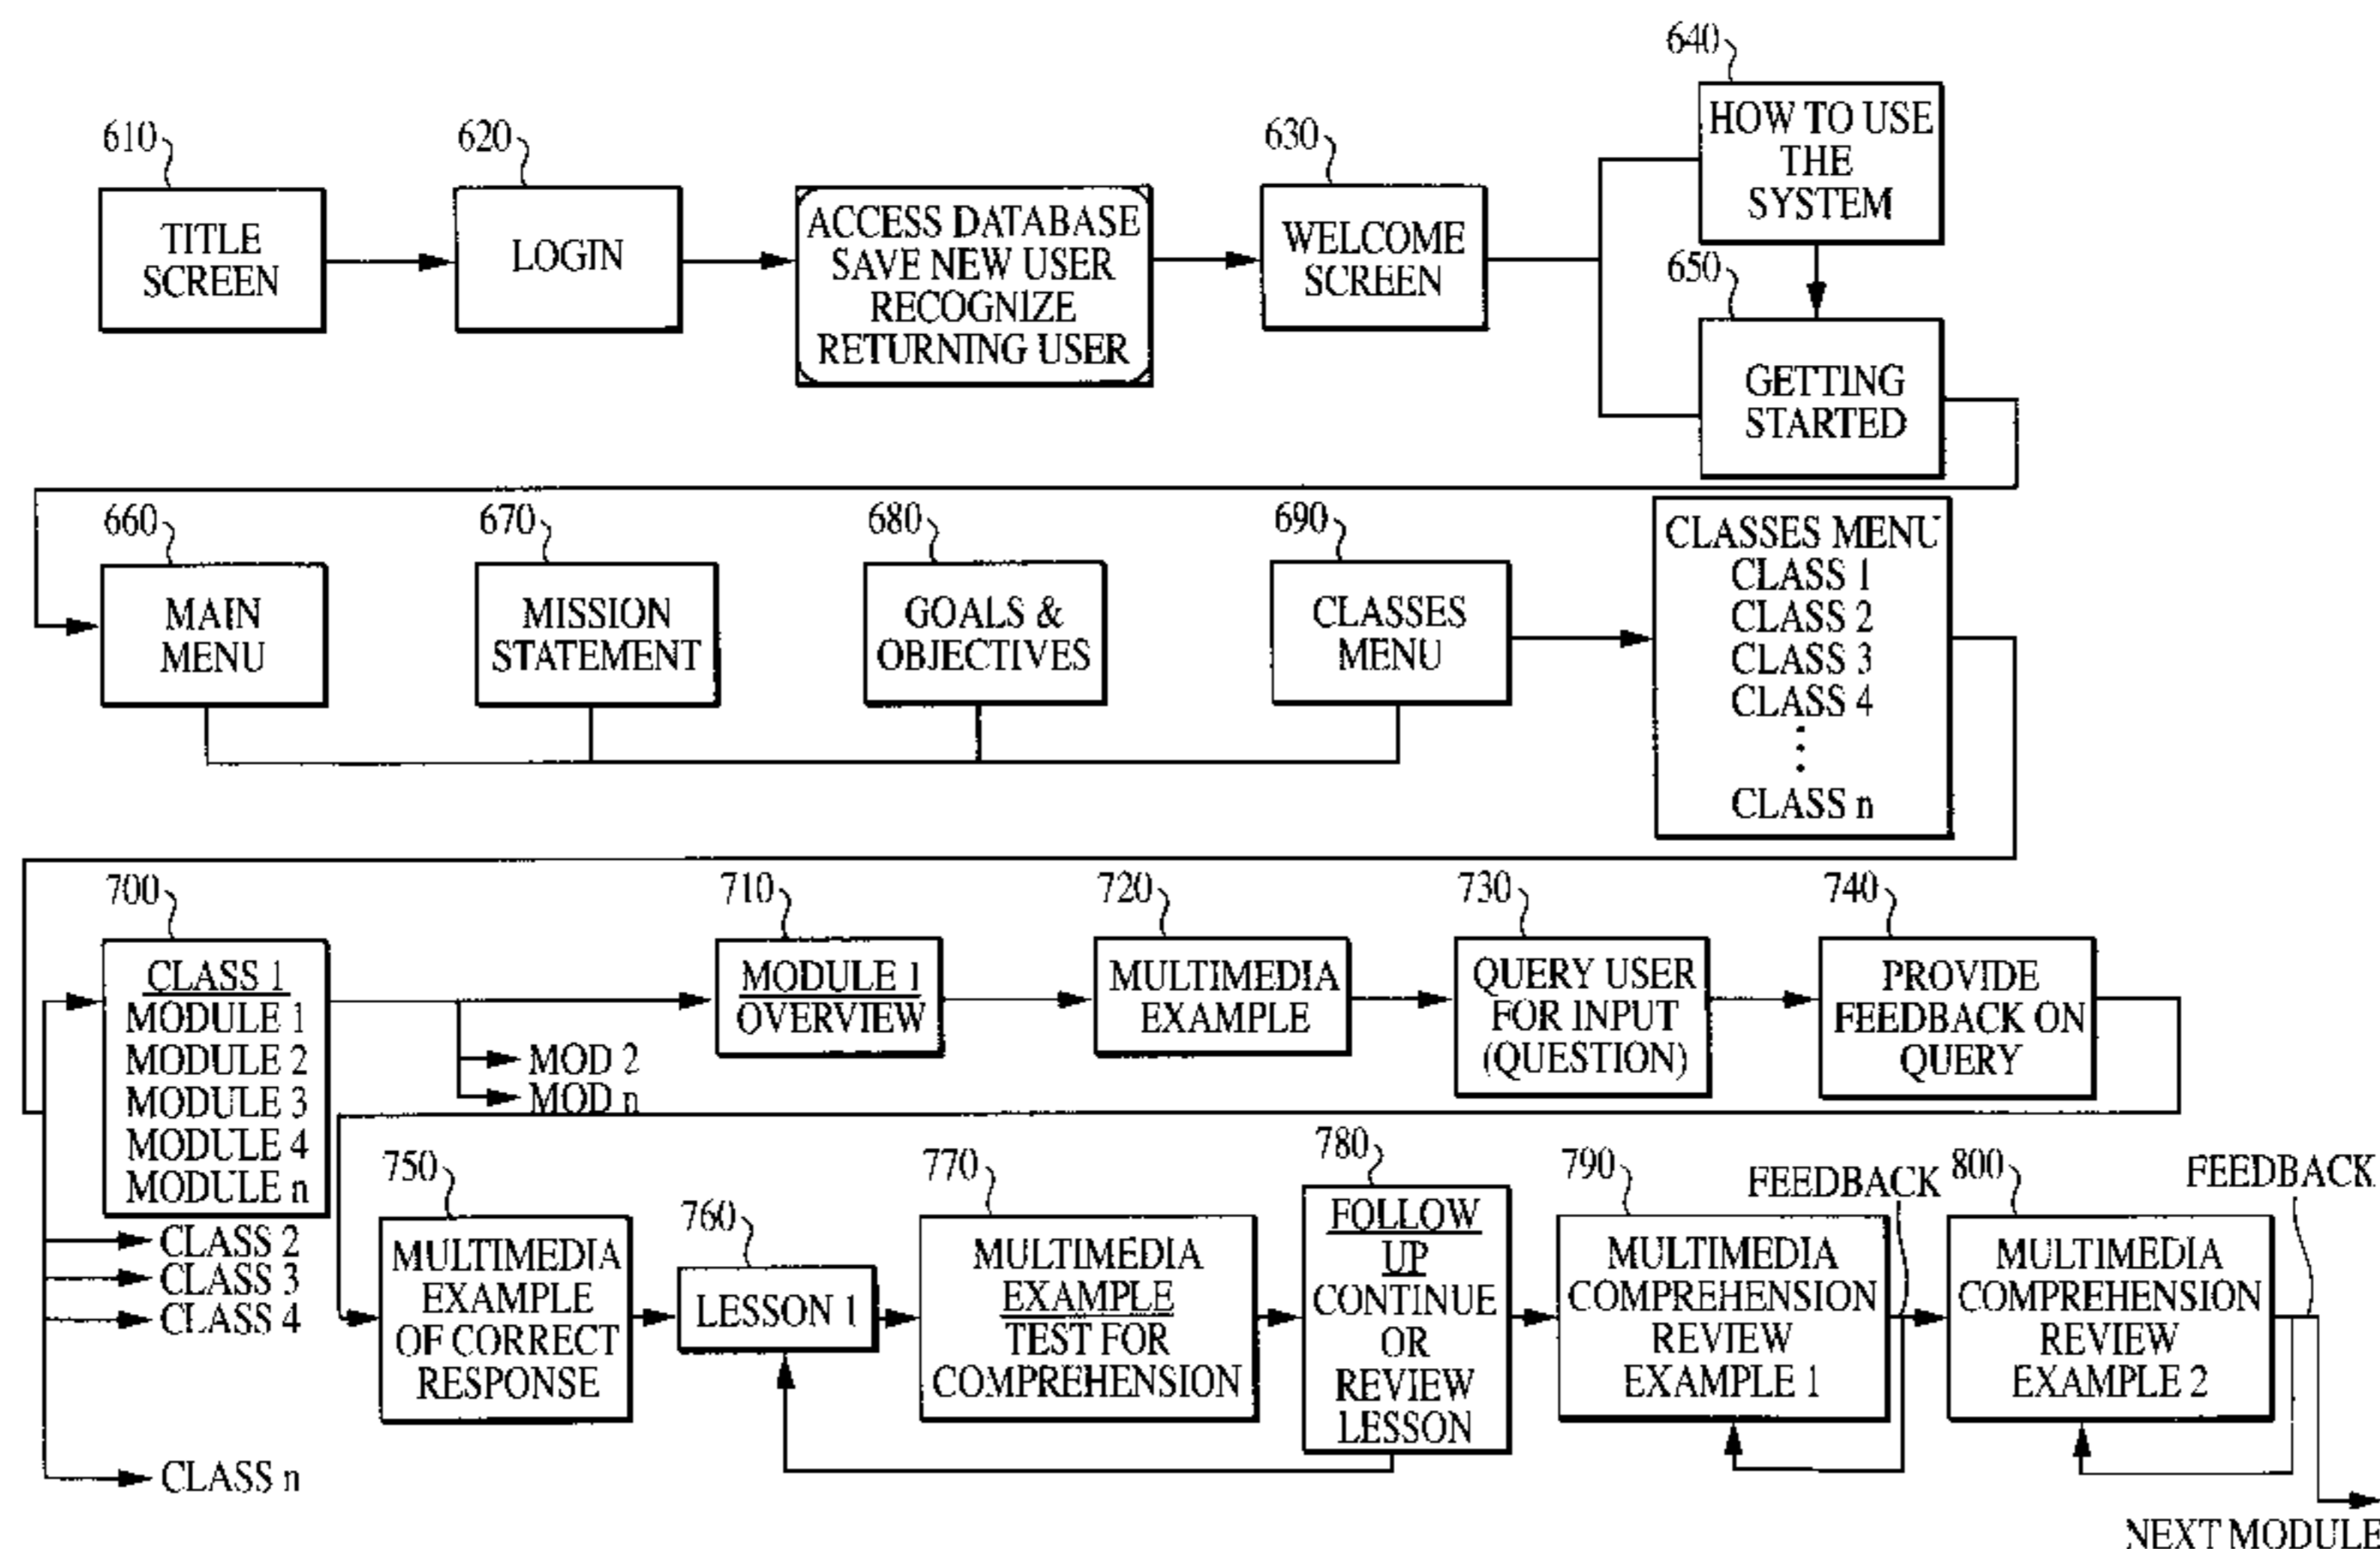 610
TITLE
SCREEN
620
LOGIN
ACCESS DATABASE
SAVE NEW USER
RECOGNIZE
RETURNING USER
630
WELCOME
SCREEN
640
HOW TO USE
THE
SYSTEM
650
GETTING
STARTED
660
MAIN
MENU
670
MISSION
STATEMENT
680
GOALS &
OBJECTIVES
690
CLASSES
MENU
CLASSES MENU
CLASS 1
CLASS 2
CLASS 3
CLASS 4
CLASS n
700
CLASS 1
MODULE 1
MODULE 2
MODULE 3
MODULE 4
MODULE n
MOD 2
MOD n
710
MODULE 1
OVERVIEW
720
MULTIMEDIA
EXAMPLE
730
QUERY USER
FOR INPUT
(QUESTION)
740
PROVIDE
FEEDBACK ON
QUERY
CLASS 2
CLASS 3
CLASS 4
CLASS n
750
MULTIMEDIA
EXAMPLE
OF CORRECT
RESPONSE
760
LESSON 1
770
MULTIMEDIA
EXAMPLE
TEST FOR
COMPREHENSION
780
FOLLOW
UP
CONTINUE
OR
REVIEW
LESSON
790
FEEDBACK
MULTIMEDIA
COMPREHENSION
REVIEW
EXAMPLE 1
800
FEEDBACK
MULTIMEDIA
COMPREHENSION
REVIEW
EXAMPLE 2
NEXT MODULE